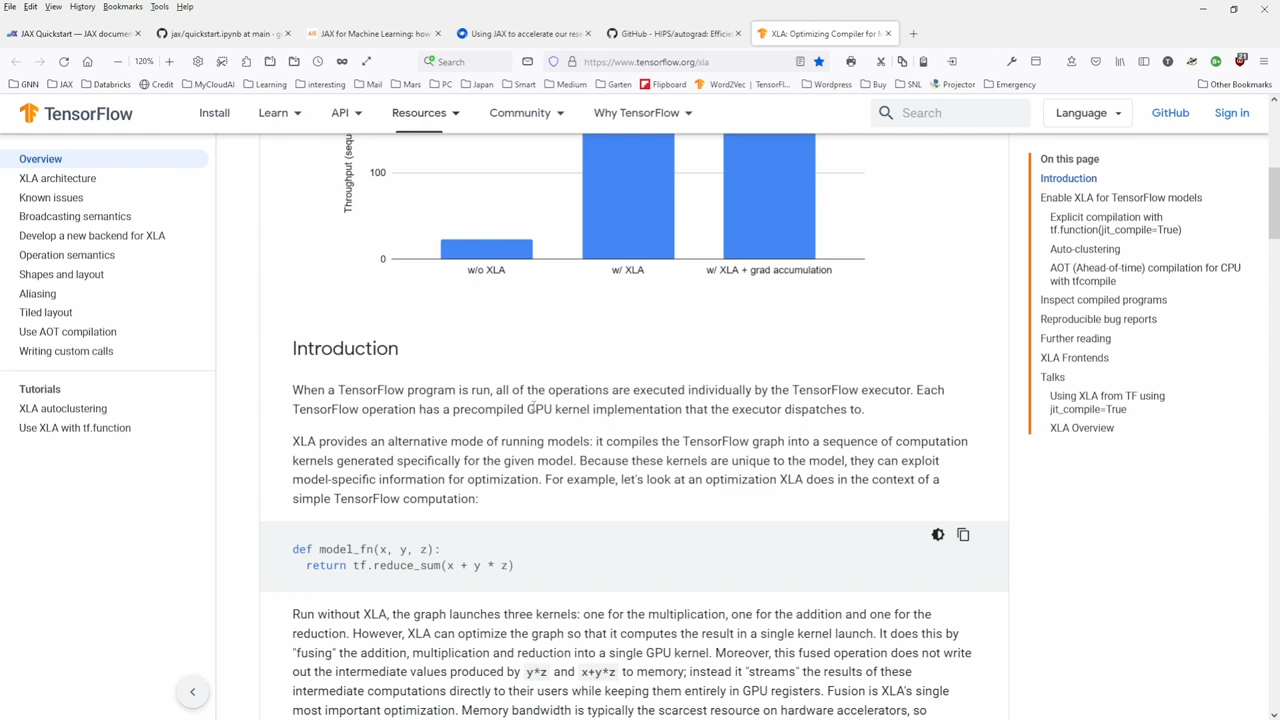 File Edit View History Bookmarks Tools Help
JAX Quickstart — JAX documen
jax/quickstart.ipynb at main · g
JAX for Machine Learning: how
Using JAX to accelerate our rese
GitHub - HIPS/autograd: Efficie
XLA: Optimizing Compiler for M
120%
Search
https://www.tensorflow.org/xla
21
GNN JAX Databricks Credit MyCloudAI Learning interesting Mail Mars PC Japan Smart Medium Garten Flipboard Word2Vec | TensorFl... Wordpress Buy SNL Projector Emergency Other Bookmarks
TensorFlow Install Learn API Resources Community Why TensorFlow Search Language GitHub Sign in
Overview
XLA architecture
Known issues
Broadcasting semantics
Develop a new backend for XLA
Operation semantics
Shapes and layout
Aliasing
Tiled layout
Use AOT compilation
Writing custom calls
Tutorials
XLA autoclustering
Use XLA with tf.function
Throughput (sequ
100
0
w/o XLA w/ XLA w/ XLA + grad accumulation
Introduction
When a TensorFlow program is run, all of the operations are executed individually by the TensorFlow executor. Each
TensorFlow operation has a precompiled GPU kernel implementation that the executor dispatches to.
XLA provides an alternative mode of running models: it compiles the TensorFlow graph into a sequence of computation
kernels generated specifically for the given model. Because these kernels are unique to the model, they can exploit
model-specific information for optimization. For example, let's look at an optimization XLA does in the context of a
simple TensorFlow computation:
def model_fn(x, y, z):
return tf.reduce_sum(x + y * z)
Run without XLA, the graph launches three kernels: one for the multiplication, one for the addition and one for the
reduction. However, XLA can optimize the graph so that it computes the result in a single kernel launch. It does this by
"fusing" the addition, multiplication and reduction into a single GPU kernel. Moreover, this fused operation does not write
out the intermediate values produced by y*z and x+y*z to memory; instead it "streams" the results of these
intermediate computations directly to their users while keeping them entirely in GPU registers. Fusion is XLA's single
most important optimization. Memory bandwidth is typically the scarcest resource on hardware accelerators, so
On this page
Introduction
Enable XLA for TensorFlow models
Explicit compilation with
tf.function(jit_compile=True)
Auto-clustering
AOT (Ahead-of-time) compilation for CPU
with tfcompile
Inspect compiled programs
Reproducible bug reports
Further reading
XLA Frontends
Talks
Using XLA from TF using
jit_compile=True
XLA Overview